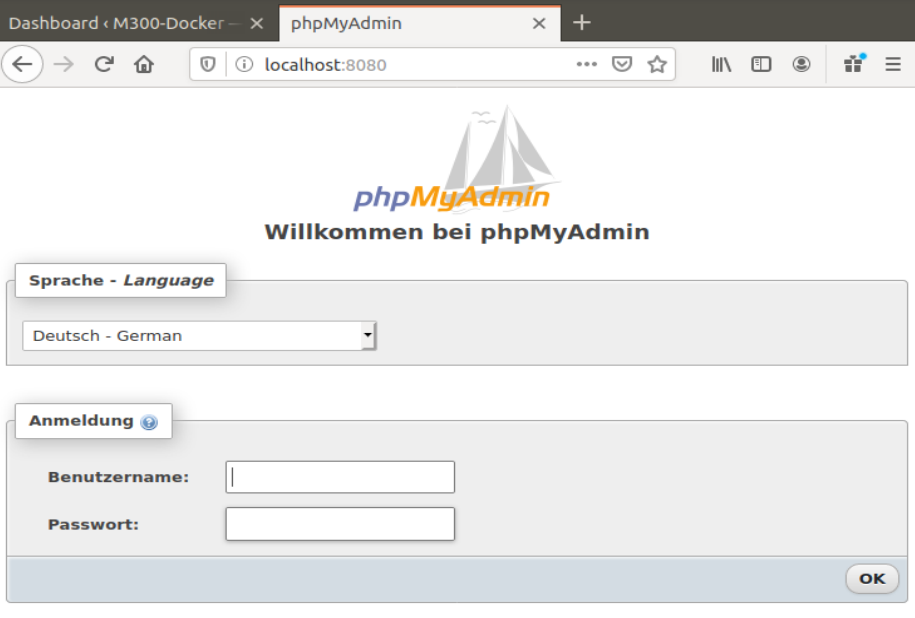 Dashboard ‹ M300-Docker —
phpMyAdmin
localhost:8080
phpMyAdmin
Willkommen bei phpMyAdmin
Sprache - Language
Deutsch - German
Anmeldung
Benutzername:
Passwort:
OK